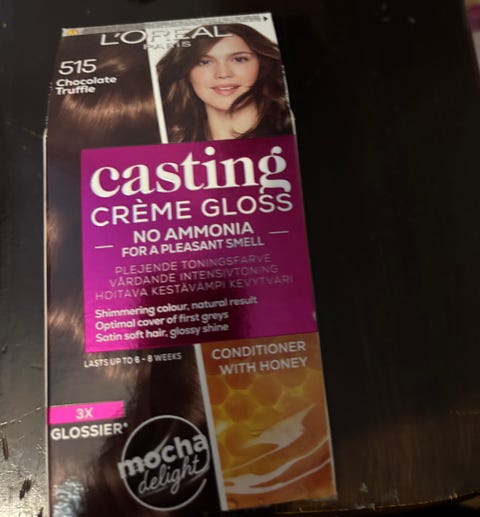 L'ORÉAL
PARIS
515
Chocolate
Truffle
casting
CRÈME GLOSS
NO AMMONIA
FOR A PLEASANT SMELL
PLEJENDE TONINGSFARVE
VÅRDANDE INTENSIVTONING
HOITAVA KESTÄVÄMPI KEVYTVÄRI
Shimmering colour, natural result
Optimal cover of first greys
Satin soft hair, glossy shine
LASTS UP TO 6 - 8 WEEKS
CONDITIONER
WITH HONEY
3X
GLOSSIER*
mocha
delight